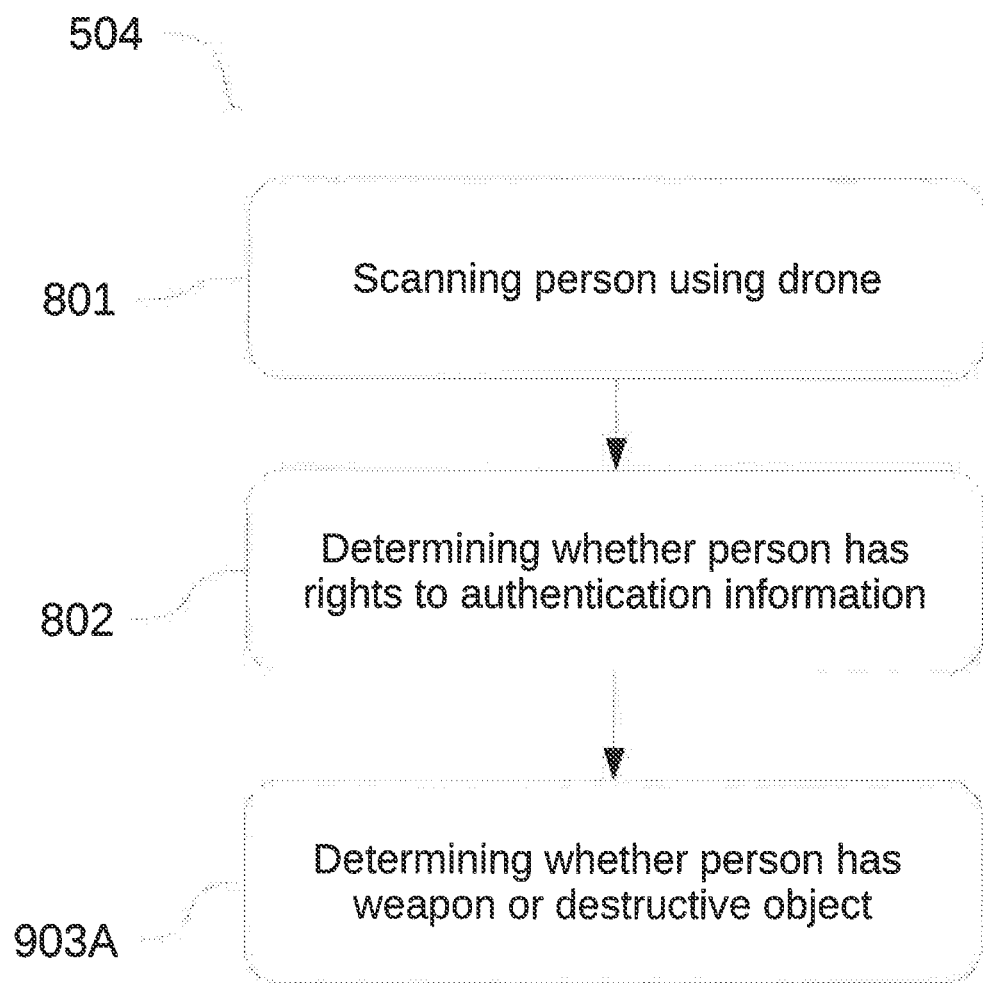 504
801
Scanning person using drone
802
Determining whether person has
rights to authentication information
903A
Determining whether person has
weapon or destructive object